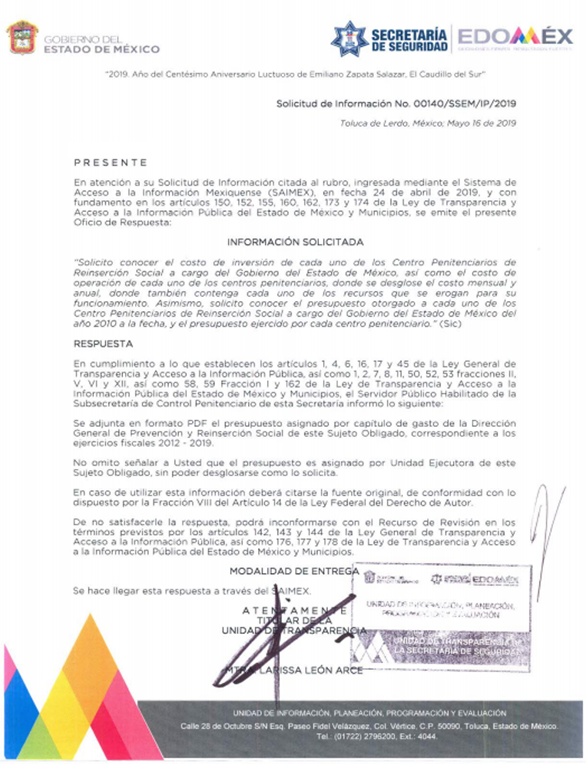 GOBIERNO DEL
ESTADO DE MÉXICO
SECRETARÍA
DE SEGURIDAD
EDOMÉX
"2019. Año del Centésimo Aniversario Luctuoso de Emiliano Zapata Salazar, El Caudillo del Sur"
Solicitud de Información No. 00140/SSEM/IP/2019
Toluca de Lerdo, México; Mayo 16 de 2019
P R E S E N T E
En atención a su Solicitud de Información citada al rubro, ingresada mediante el Sistema de
Acceso a la Información Mexiquense (SAIMEX), en fecha 24 de abril de 2019, y con
fundamento en los artículos 150, 152, 155, 160, 162, 173 y 174 de la Ley de Transparencia y
Acceso a la Información Pública del Estado de México y Municipios, se emite el presente
Oficio de Respuesta:
INFORMACIÓN SOLICITADA
"Solicito conocer el costo de inversión de cada uno de los Centro Penitenciarios de
Reinserción Social a cargo del Gobierno del Estado de México, así como el costo de
operación de cada uno de los centros penitenciarios, donde se desglose el costo mensual y
anual, donde también contenga cada uno de los recursos que se erogan para su
funcionamiento. Asimismo, solicito conocer el presupuesto otorgado a cada uno de los
Centro Penitenciarios de Reinserción Social a cargo del Gobierno del Estado de México del
año 2010 a la fecha, y el presupuesto ejercido por cada centro penitenciario." (Sic)
RESPUESTA
En cumplimiento a lo que establecen los artículos 1, 4, 6, 16, 17 y 45 de la Ley General de
Transparencia y Acceso a la Información Pública, así como 1, 2, 7, 8, 11, 50, 52, 53 fracciones II,
V, VI y XII, así como 58, 59 Fracción I y 162 de la Ley de Transparencia y Acceso a la
Información Pública del Estado de México y Municipios, el Servidor Público Habilitado de la
Subsecretaría de Control Penitenciario de esta Secretaría informó lo siguiente:
Se adjunta en formato PDF el presupuesto asignado por capítulo de gasto de la Dirección
General de Prevención y Reinserción Social de este Sujeto Obligado, correspondiente a los
ejercicios fiscales 2012 - 2019.
No omito señalar a Usted que el presupuesto es asignado por Unidad Ejecutora de este
Sujeto Obligado, sin poder desglosarse como lo solicita.
En caso de utilizar esta información deberá citarse la fuente original, de conformidad con lo
dispuesto por la Fracción VIII del Artículo 14 de la Ley Federal del Derecho de Autor.
De no satisfacerle la respuesta, podrá inconformarse con el Recurso de Revisión en los
términos previstos por los artículos 142, 143 y 144 de la Ley General de Transparencia y
Acceso a la Información Pública, así como 176, 177 y 178 de la Ley de Transparencia y Acceso
a la Información Pública del Estado de México y Municipios.
MODALIDAD DE ENTREGA
Se hace llegar esta respuesta a través del SAIMEX.
A T E N T A M E N T E
TITULAR DE LA
UNIDAD DE TRANSPARENCIA
MTRA. LARISSA LEÓN ARCE
EDOMÉX
UNIDAD DE INFORMACIÓN, PLANEACIÓN,
PROGRAMACIÓN Y EVALUACIÓN
UNIDAD DE TRANSPARENCIA DE
LA SECRETARÍA DE SEGURIDAD
UNIDAD DE INFORMACIÓN, PLANEACIÓN, PROGRAMACIÓN Y EVALUACIÓN
Calle 28 de Octubre S/N Esq. Paseo Fidel Velázquez, Col. Vértice, C.P. 50090, Toluca, Estado de México.
Tel.: (01722) 2796200, Ext.: 4044.